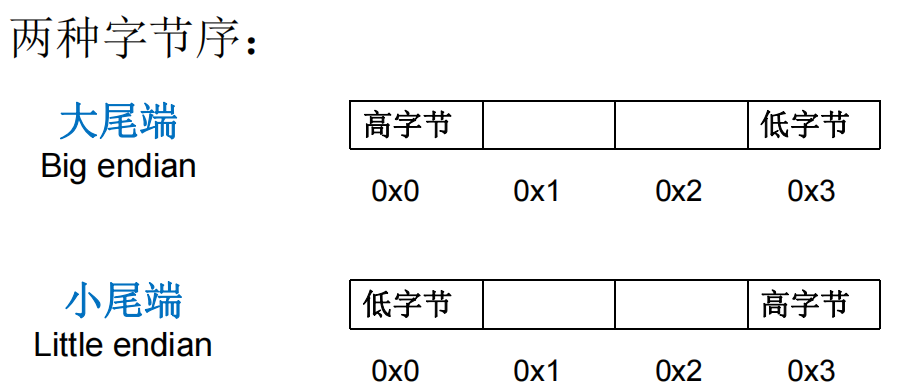 两种字节序：
大尾端
Big endian
高字节 低字节
0x0 0x1 0x2 0x3
小尾端
Little endian
低字节 高字节
0x0 0x1 0x2 0x3